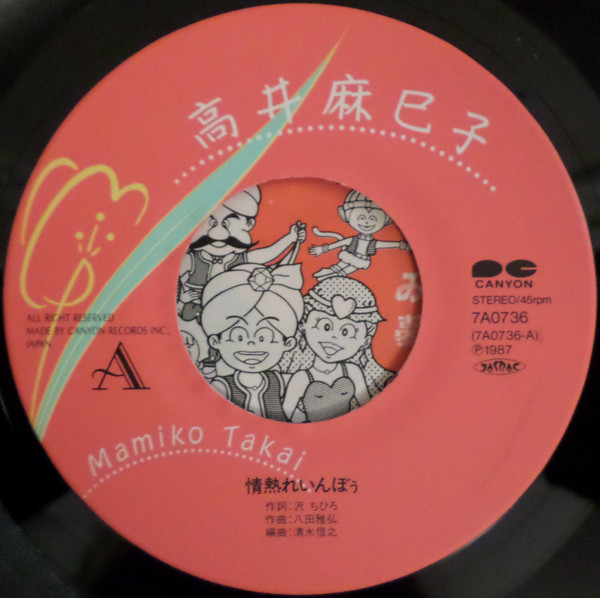 高井麻巳子
CANYON
STEREO/45rpm
7A0736
(7A0736-A)
Ⓟ1987
JASRAC
ALL RIGHT RESERVED
MADE BY CANYON RECORDS INC.,
JAPAN.
A
Mamiko Takai
情熱れいんぼう
作詞:沢 ちひろ
作曲:八田雅弘
編曲:清水信之